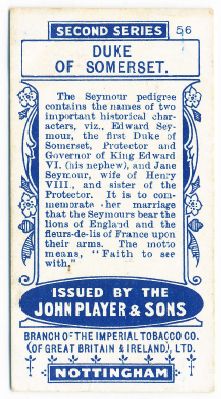 SECOND SERIES 56
DUKE
OF SOMERSET.
The Seymour pedigree
contains the names of two
important historical char-
acters, viz., Edward Sey-
mour, the first Duke of
Somerset, Protector and
Governor of King Edward
VI. (his nephew), and Jane
Seymour, wife of Henry
VIII., and sister of the
Protector. It is to com-
memorate her marriage
that the Seymours bear the
lions of England and the
fleurs-de-lis of France upon
their arms. The motto
means, "Faith to see
with."
ISSUED BY THE
JOHN PLAYER & SONS
BRANCH OF THE IMPERIAL TOBACCO CO.
(OF GREAT BRITAIN & IRELAND), LTD.
NOTTINGHAM